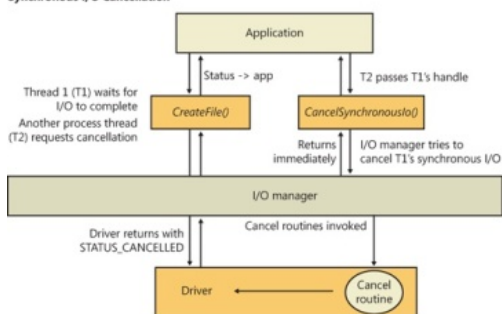 Synchronous I/O Cancellation
Application
Status -> app
T2 passes T1's handle
Thread 1 (T1) waits for
I/O to complete
Another process thread
(T2) requests cancellation
CreateFile()
CancelSynchronousIo()
Returns
immediately
I/O manager tries to
cancel T1's synchronous I/O
I/O manager
Driver returns with
STATUS_CANCELLED
Cancel routines invoked
Driver
Cancel
routine